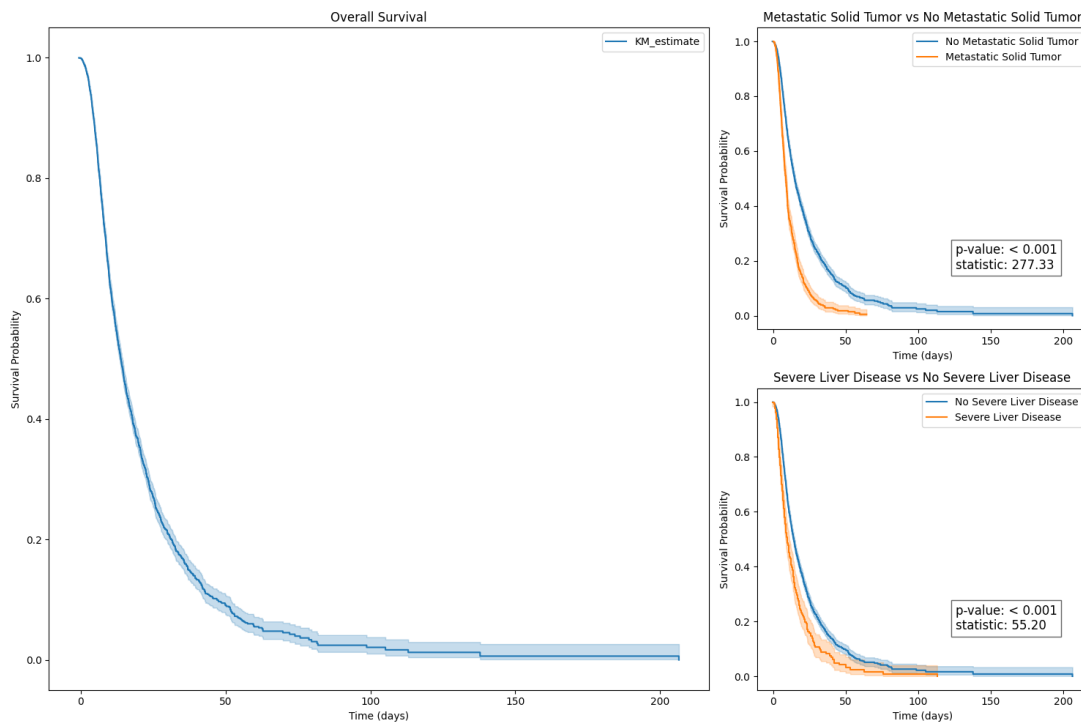 Overall Survival
KM_estimate
1.0
0.8
0.6
0.4
0.2
0.0
Survival Probability
0
50
100
150
200
Time (days)
Metastatic Solid Tumor vs No Metastatic Solid Tumor
No Metastatic Solid Tumor
Metastatic Solid Tumor
1.0
0.8
0.6
0.4
0.2
0.0
Survival Probability
p-value: < 0.001
statistic: 277.33
0
50
100
150
200
Time (days)
Severe Liver Disease vs No Severe Liver Disease
No Severe Liver Disease
Severe Liver Disease
1.0
0.8
0.6
0.4
0.2
0.0
Survival Probability
p-value: < 0.001
statistic: 55.20
0
50
100
150
200
Time (days)